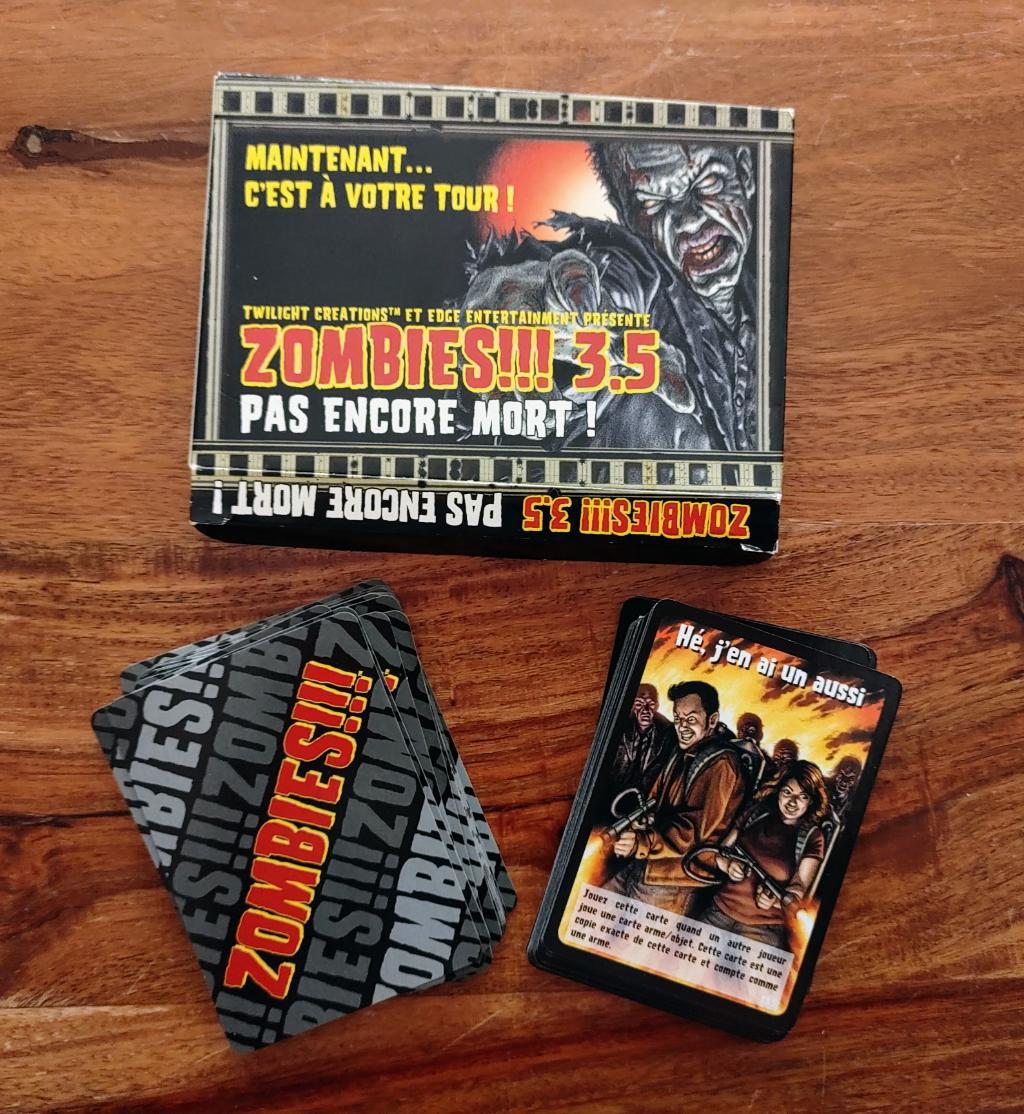 MAINTENANT...
C'EST À VOTRE TOUR !
TWILIGHT CREATIONS™ ET EDGE ENTERTAINMENT PRÉSENTE
ZOMBIES!!! 3.5
PAS ENCORE MORT !
ZOMBIES!!! 3.5 PAS ENCORE MORT !
ZOMBIES!!!
Hé, j'en ai un aussi
Jouez cette carte quand un autre joueur
joue une carte arme/objet. Cette carte est une
copie exacte de cette carte et compte comme
une arme.